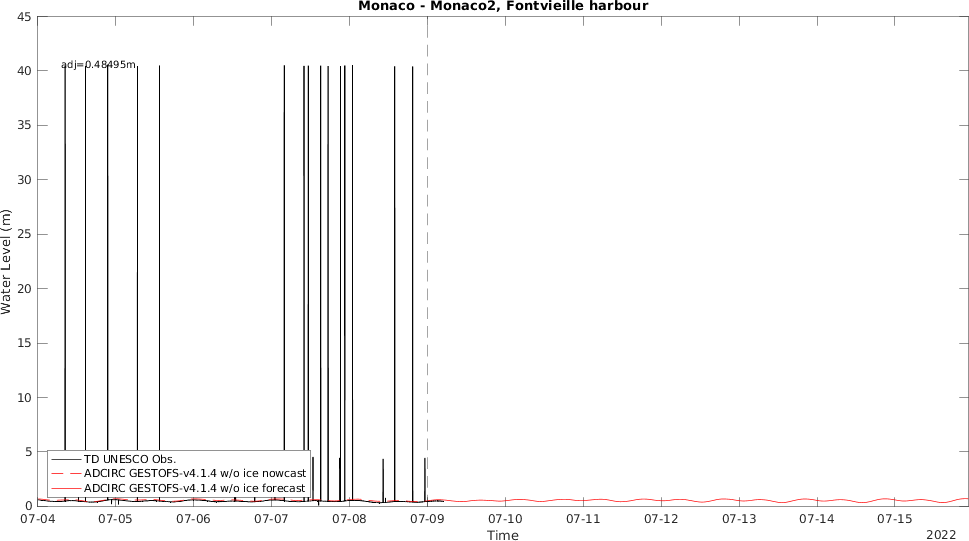 Monaco - Monaco2, Fontvieille harbour
45
40
35
30
25
20
15
10
5
0
Water Level (m)
adj=0.48495m
TD UNESCO Obs.
ADCIRC GESTOFS-v4.1.4 w/o ice nowcast
ADCIRC GESTOFS-v4.1.4 w/o ice forecast
07-04 07-05 07-06 07-07 07-08 07-09 07-10 07-11 07-12 07-13 07-14 07-15
Time
2022